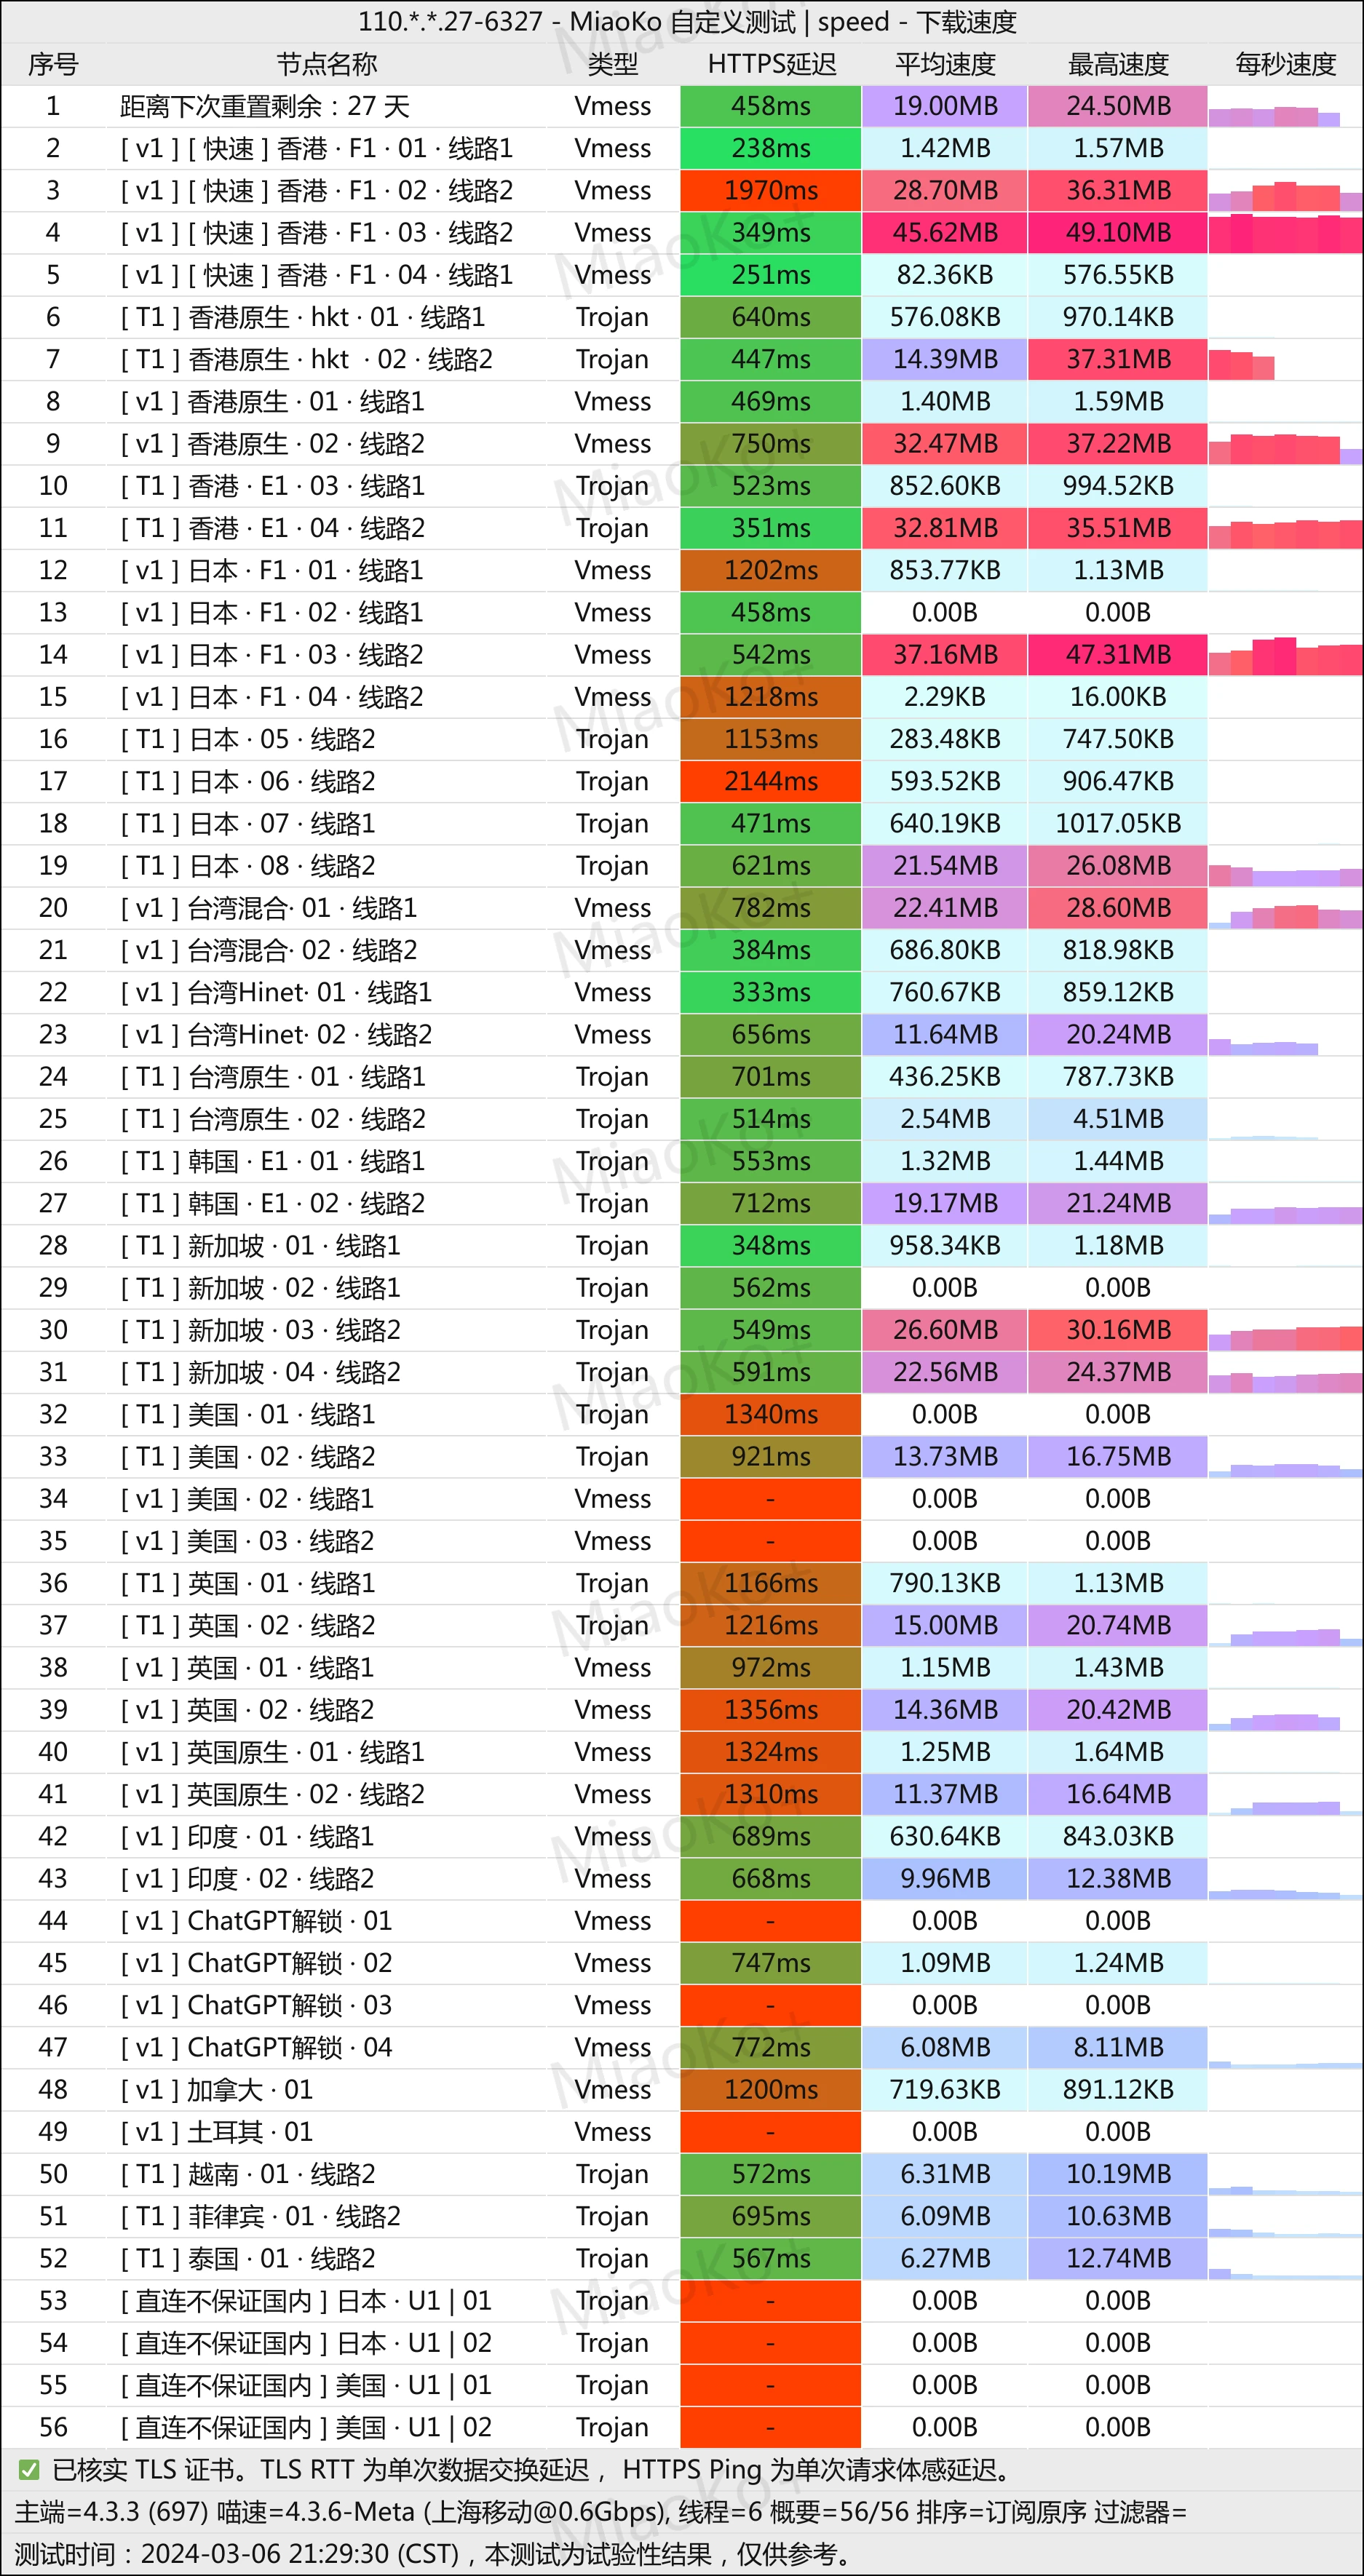 110.*.*.27-6327 - MiaoKo 自定义测试 | speed - 下载速度
序号 节点名称 类型 HTTPS延迟 平均速度 最高速度 每秒速度
1 距离下次重置剩余：27 天 Vmess 458ms 19.00MB 24.50MB
2 [ v1 ] [ 快速 ] 香港 · F1 · 01 · 线路1 Vmess 238ms 1.42MB 1.57MB
3 [ v1 ] [ 快速 ] 香港 · F1 · 02 · 线路2 Vmess 1970ms 28.70MB 36.31MB
4 [ v1 ] [ 快速 ] 香港 · F1 · 03 · 线路2 Vmess 349ms 45.62MB 49.10MB
5 [ v1 ] [ 快速 ] 香港 · F1 · 04 · 线路1 Vmess 251ms 82.36KB 576.55KB
6 [ T1 ] 香港原生 · hkt · 01 · 线路1 Trojan 640ms 576.08KB 970.14KB
7 [ T1 ] 香港原生 · hkt · 02 · 线路2 Trojan 447ms 14.39MB 37.31MB
8 [ v1 ] 香港原生 · 01 · 线路1 Vmess 469ms 1.40MB 1.59MB
9 [ v1 ] 香港原生 · 02 · 线路2 Vmess 750ms 32.47MB 37.22MB
10 [ T1 ] 香港 · E1 · 03 · 线路1 Trojan 523ms 852.60KB 994.52KB
11 [ T1 ] 香港 · E1 · 04 · 线路2 Trojan 351ms 32.81MB 35.51MB
12 [ v1 ] 日本 · F1 · 01 · 线路1 Vmess 1202ms 853.77KB 1.13MB
13 [ v1 ] 日本 · F1 · 02 · 线路1 Vmess 458ms 0.00B 0.00B
14 [ v1 ] 日本 · F1 · 03 · 线路2 Vmess 542ms 37.16MB 47.31MB
15 [ v1 ] 日本 · F1 · 04 · 线路2 Vmess 1218ms 2.29KB 16.00KB
16 [ T1 ] 日本 · 05 · 线路2 Trojan 1153ms 283.48KB 747.50KB
17 [ T1 ] 日本 · 06 · 线路2 Trojan 2144ms 593.52KB 906.47KB
18 [ T1 ] 日本 · 07 · 线路1 Trojan 471ms 640.19KB 1017.05KB
19 [ T1 ] 日本 · 08 · 线路2 Trojan 621ms 21.54MB 26.08MB
20 [ v1 ] 台湾混合· 01 · 线路1 Vmess 782ms 22.41MB 28.60MB
21 [ v1 ] 台湾混合· 02 · 线路2 Vmess 384ms 686.80KB 818.98KB
22 [ v1 ] 台湾Hinet· 01 · 线路1 Vmess 333ms 760.67KB 859.12KB
23 [ v1 ] 台湾Hinet· 02 · 线路2 Vmess 656ms 11.64MB 20.24MB
24 [ T1 ] 台湾原生 · 01 · 线路1 Trojan 701ms 436.25KB 787.73KB
25 [ T1 ] 台湾原生 · 02 · 线路2 Trojan 514ms 2.54MB 4.51MB
26 [ T1 ] 韩国 · E1 · 01 · 线路1 Trojan 553ms 1.32MB 1.44MB
27 [ T1 ] 韩国 · E1 · 02 · 线路2 Trojan 712ms 19.17MB 21.24MB
28 [ T1 ] 新加坡 · 01 · 线路1 Trojan 348ms 958.34KB 1.18MB
29 [ T1 ] 新加坡 · 02 · 线路1 Trojan 562ms 0.00B 0.00B
30 [ T1 ] 新加坡 · 03 · 线路2 Trojan 549ms 26.60MB 30.16MB
31 [ T1 ] 新加坡 · 04 · 线路2 Trojan 591ms 22.56MB 24.37MB
32 [ T1 ] 美国 · 01 · 线路1 Trojan 1340ms 0.00B 0.00B
33 [ T1 ] 美国 · 02 · 线路2 Trojan 921ms 13.73MB 16.75MB
34 [ v1 ] 美国 · 02 · 线路1 Vmess - 0.00B 0.00B
35 [ v1 ] 美国 · 03 · 线路2 Vmess - 0.00B 0.00B
36 [ T1 ] 英国 · 01 · 线路1 Trojan 1166ms 790.13KB 1.13MB
37 [ T1 ] 英国 · 02 · 线路2 Trojan 1216ms 15.00MB 20.74MB
38 [ v1 ] 英国 · 01 · 线路1 Vmess 972ms 1.15MB 1.43MB
39 [ v1 ] 英国 · 02 · 线路2 Vmess 1356ms 14.36MB 20.42MB
40 [ v1 ] 英国原生 · 01 · 线路1 Vmess 1324ms 1.25MB 1.64MB
41 [ v1 ] 英国原生 · 02 · 线路2 Vmess 1310ms 11.37MB 16.64MB
42 [ v1 ] 印度 · 01 · 线路1 Vmess 689ms 630.64KB 843.03KB
43 [ v1 ] 印度 · 02 · 线路2 Vmess 668ms 9.96MB 12.38MB
44 [ v1 ] ChatGPT解锁 · 01 Vmess - 0.00B 0.00B
45 [ v1 ] ChatGPT解锁 · 02 Vmess 747ms 1.09MB 1.24MB
46 [ v1 ] ChatGPT解锁 · 03 Vmess - 0.00B 0.00B
47 [ v1 ] ChatGPT解锁 · 04 Vmess 772ms 6.08MB 8.11MB
48 [ v1 ] 加拿大 · 01 Vmess 1200ms 719.63KB 891.12KB
49 [ v1 ] 土耳其 · 01 Vmess - 0.00B 0.00B
50 [ T1 ] 越南 · 01 · 线路2 Trojan 572ms 6.31MB 10.19MB
51 [ T1 ] 菲律宾 · 01 · 线路2 Trojan 695ms 6.09MB 10.63MB
52 [ T1 ] 泰国 · 01 · 线路2 Trojan 567ms 6.27MB 12.74MB
53 [ 直连不保证国内 ] 日本 · U1 | 01 Trojan - 0.00B 0.00B
54 [ 直连不保证国内 ] 日本 · U1 | 02 Trojan - 0.00B 0.00B
55 [ 直连不保证国内 ] 美国 · U1 | 01 Trojan - 0.00B 0.00B
56 [ 直连不保证国内 ] 美国 · U1 | 02 Trojan - 0.00B 0.00B
✅ 已核实 TLS 证书。TLS RTT 为单次数据交换延迟， HTTPS Ping 为单次请求体感延迟。
主端=4.3.3 (697) 喵速=4.3.6-Meta (上海移动@0.6Gbps), 线程=6 概要=56/56 排序=订阅原序 过滤器=
测试时间：2024-03-06 21:29:30 (CST)，本测试为试验性结果，仅供参考。